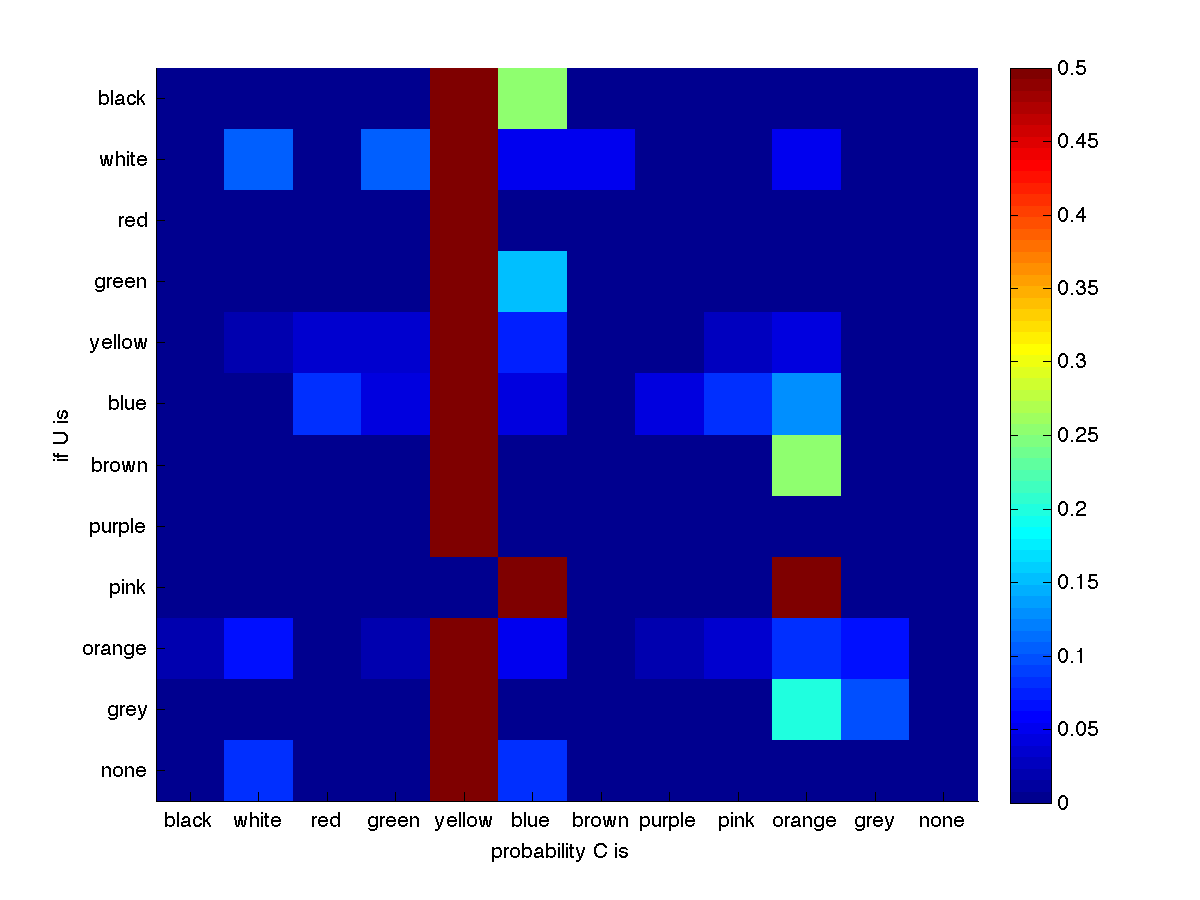 black
white
red
green
yellow
blue
brown
purple
pink
orange
grey
none
if U is
black white red green yellow blue brown purple pink orange grey none
probability C is
0.5
0.45
0.4
0.35
0.3
0.25
0.2
0.15
0.1
0.05
0